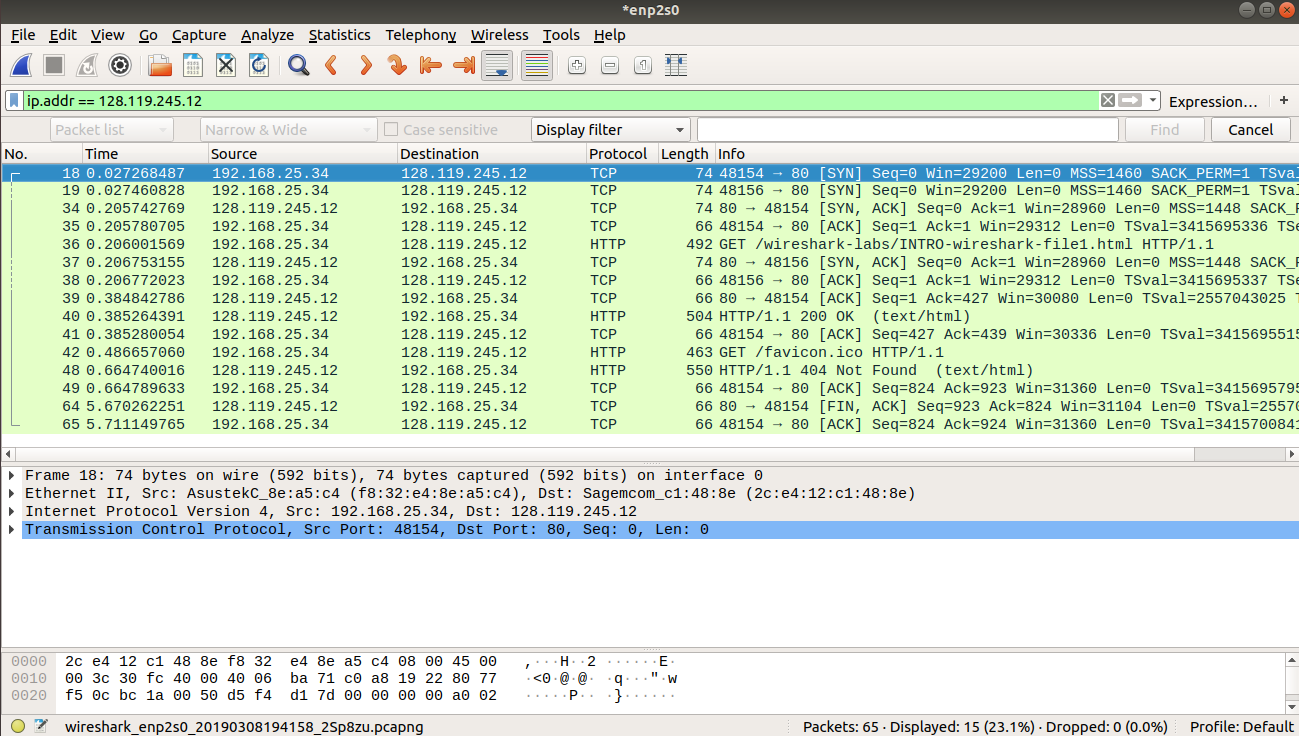 *enp2s0
File Edit View Go Capture Analyze Statistics Telephony Wireless Tools Help
ip.addr == 128.119.245.12 Expression… +
Packet list Narrow & Wide Case sensitive Display filter Find Cancel
No. Time Source Destination Protocol Length Info
18 0.027268487 192.168.25.34 128.119.245.12 TCP 74 48154 → 80 [SYN] Seq=0 Win=29200 Len=0 MSS=1460 SACK_PERM=1 TSval
19 0.027460828 192.168.25.34 128.119.245.12 TCP 74 48156 → 80 [SYN] Seq=0 Win=29200 Len=0 MSS=1460 SACK_PERM=1 TSval
34 0.205742769 128.119.245.12 192.168.25.34 TCP 74 80 → 48154 [SYN, ACK] Seq=0 Ack=1 Win=28960 Len=0 MSS=1448 SACK_P
35 0.205780705 192.168.25.34 128.119.245.12 TCP 66 48154 → 80 [ACK] Seq=1 Ack=1 Win=29312 Len=0 TSval=3415695336 TSe
36 0.206001569 192.168.25.34 128.119.245.12 HTTP 492 GET /wireshark-labs/INTRO-wireshark-file1.html HTTP/1.1
37 0.206753155 128.119.245.12 192.168.25.34 TCP 74 80 → 48156 [SYN, ACK] Seq=0 Ack=1 Win=28960 Len=0 MSS=1448 SACK_P
38 0.206772023 192.168.25.34 128.119.245.12 TCP 66 48156 → 80 [ACK] Seq=1 Ack=1 Win=29312 Len=0 TSval=3415695337 TSe
39 0.384842786 128.119.245.12 192.168.25.34 TCP 66 80 → 48154 [ACK] Seq=1 Ack=427 Win=30080 Len=0 TSval=2557043025 T
40 0.385264391 128.119.245.12 192.168.25.34 HTTP 504 HTTP/1.1 200 OK (text/html)
41 0.385280054 192.168.25.34 128.119.245.12 TCP 66 48154 → 80 [ACK] Seq=427 Ack=439 Win=30336 Len=0 TSval=3415695515
42 0.486657060 192.168.25.34 128.119.245.12 HTTP 463 GET /favicon.ico HTTP/1.1
48 0.664740016 128.119.245.12 192.168.25.34 HTTP 550 HTTP/1.1 404 Not Found (text/html)
49 0.664789633 192.168.25.34 128.119.245.12 TCP 66 48154 → 80 [ACK] Seq=824 Ack=923 Win=31360 Len=0 TSval=3415695795
64 5.670262251 128.119.245.12 192.168.25.34 TCP 66 80 → 48154 [FIN, ACK] Seq=923 Ack=824 Win=31104 Len=0 TSval=25570
65 5.711149765 192.168.25.34 128.119.245.12 TCP 66 48154 → 80 [ACK] Seq=824 Ack=924 Win=31360 Len=0 TSval=3415700841
Frame 18: 74 bytes on wire (592 bits), 74 bytes captured (592 bits) on interface 0
Ethernet II, Src: AsustekC_8e:a5:c4 (f8:32:e4:8e:a5:c4), Dst: Sagemcom_c1:48:8e (2c:e4:12:c1:48:8e)
Internet Protocol Version 4, Src: 192.168.25.34, Dst: 128.119.245.12
Transmission Control Protocol, Src Port: 48154, Dst Port: 80, Seq: 0, Len: 0
0000 2c e4 12 c1 48 8e f8 32 e4 8e a5 c4 08 00 45 00 ,···H··2 ······E·
0010 00 3c 30 fc 40 00 40 06 ba 71 c0 a8 19 22 80 77 ·<0·@·@· ·q···"·w
0020 f5 0c bc 1a 00 50 d5 f4 d1 7d 00 00 00 00 a0 02 ·····P·· ·}······
wireshark_enp2s0_20190308194158_2Sp8zu.pcapng Packets: 65 · Displayed: 15 (23.1%) · Dropped: 0 (0.0%) Profile: Default